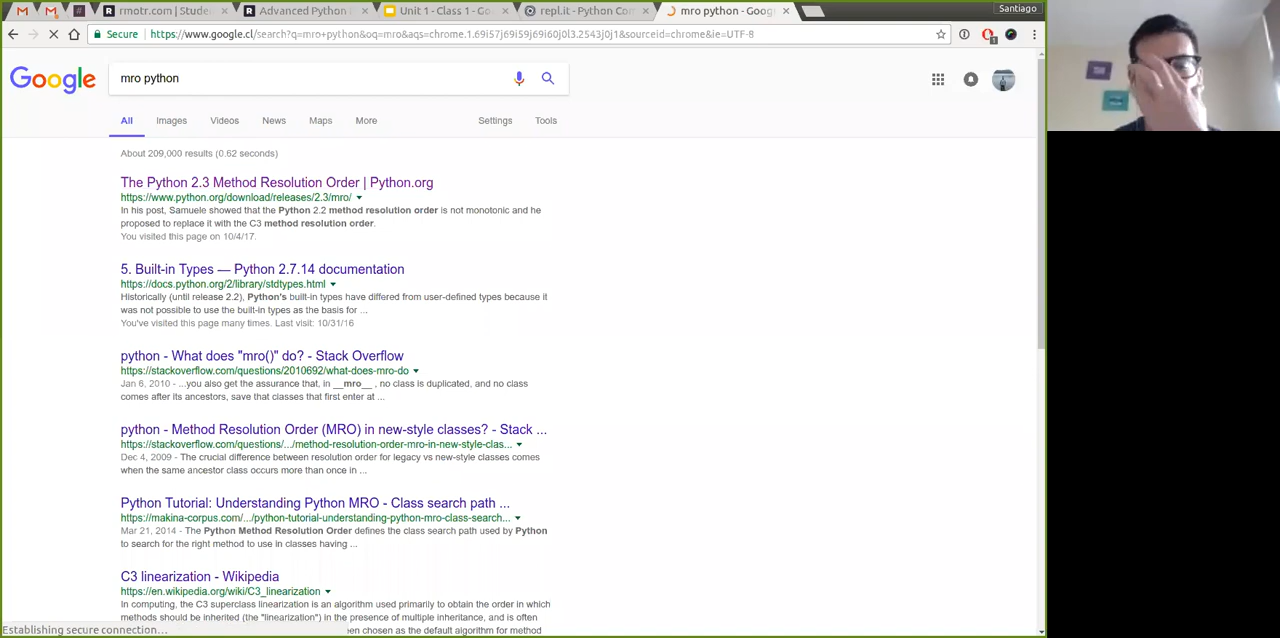 rmotr.com | Stude
Advanced Python
Unit 1 - Class 1 - Go
repl.it - Python Co
mro python - Goog
Santiago
Secure
https://www.google.cl/search?q=mro+python&oq=mro&aqs=chrome.1.69i57j69i59j69i60j0l3.2543j0j1&sourceid=chrome&ie=UTF-8
1
Google
mro python
All Images Videos News Maps More Settings Tools
About 209,000 results (0.62 seconds)
The Python 2.3 Method Resolution Order | Python.org
https://www.python.org/download/releases/2.3/mro/
In his post, Samuele showed that the Python 2.2 method resolution order is not monotonic and he
proposed to replace it with the C3 method resolution order.
You visited this page on 10/4/17.
5. Built-in Types — Python 2.7.14 documentation
https://docs.python.org/2/library/stdtypes.html
Historically (until release 2.2), Python's built-in types have differed from user-defined types because it
was not possible to use the built-in types as the basis for ...
You've visited this page many times. Last visit: 10/31/16
python - What does "mro()" do? - Stack Overflow
https://stackoverflow.com/questions/2010692/what-does-mro-do
Jan 6, 2010 - ...you also get the assurance that, in __mro__ , no class is duplicated, and no class
comes after its ancestors, save that classes that first enter at ...
python - Method Resolution Order (MRO) in new-style classes? - Stack ...
https://stackoverflow.com/questions/.../method-resolution-order-mro-in-new-style-clas...
Dec 4, 2009 - The crucial difference between resolution order for legacy vs new-style classes comes
when the same ancestor class occurs more than once in ...
Python Tutorial: Understanding Python MRO - Class search path ...
https://makina-corpus.com/.../python-tutorial-understanding-python-mro-class-search...
Mar 21, 2014 - The Python Method Resolution Order defines the class search path used by Python
to search for the right method to use in classes having ...
C3 linearization - Wikipedia
https://en.wikipedia.org/wiki/C3_linearization
In computing, the C3 superclass linearization is an algorithm used primarily to obtain the order in which
methods should be inherited (the "linearization") in the presence of multiple inheritance, and is often
Establishing secure connection... een chosen as the default algorithm for method